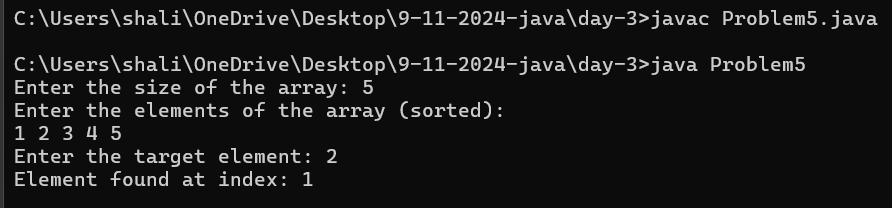 C:\Users\shali\OneDrive\Desktop\9-11-2024-java\day-3>javac Problem5.java
C:\Users\shali\OneDrive\Desktop\9-11-2024-java\day-3>java Problem5
Enter the size of the array: 5
Enter the elements of the array (sorted):
1 2 3 4 5
Enter the target element: 2
Element found at index: 1